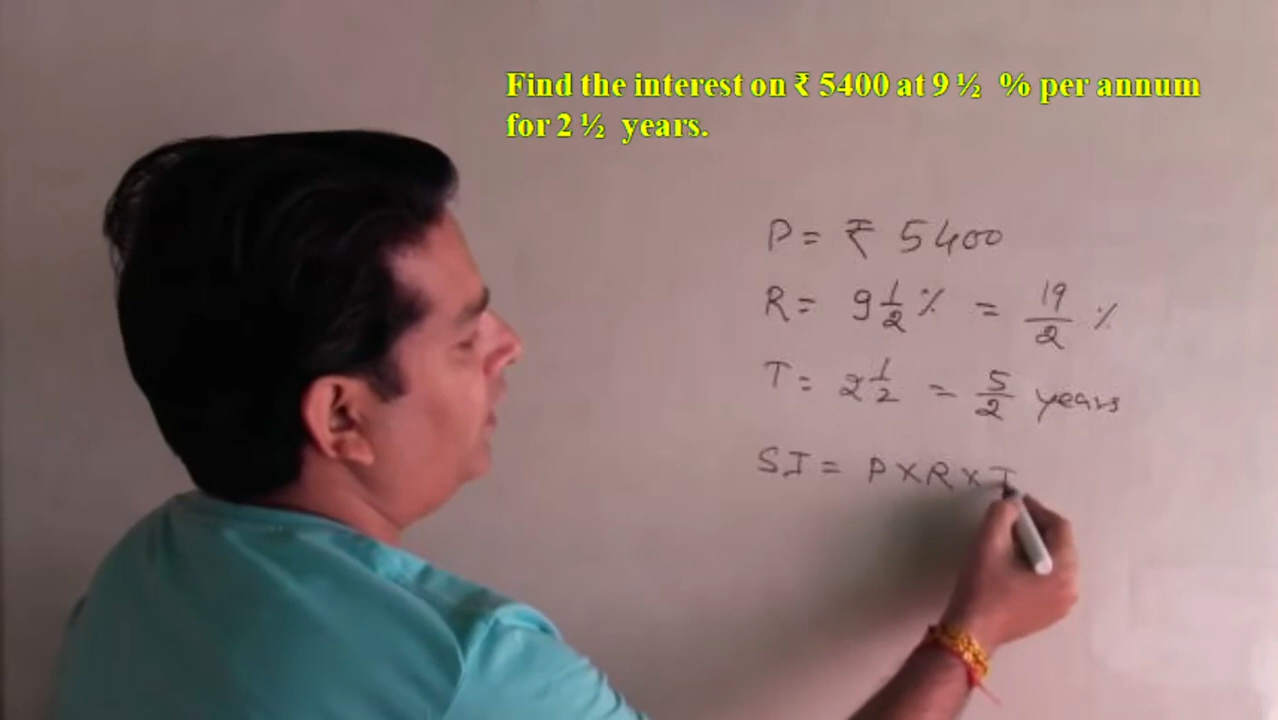 Find the interest on ₹ 5400 at 9 ½ % per annum
for 2 ½ years.
P = ₹ 5400
R = 9 1/2 % = 19/2 %
T = 2 1/2 = 5/2 years
SI = P × R × T